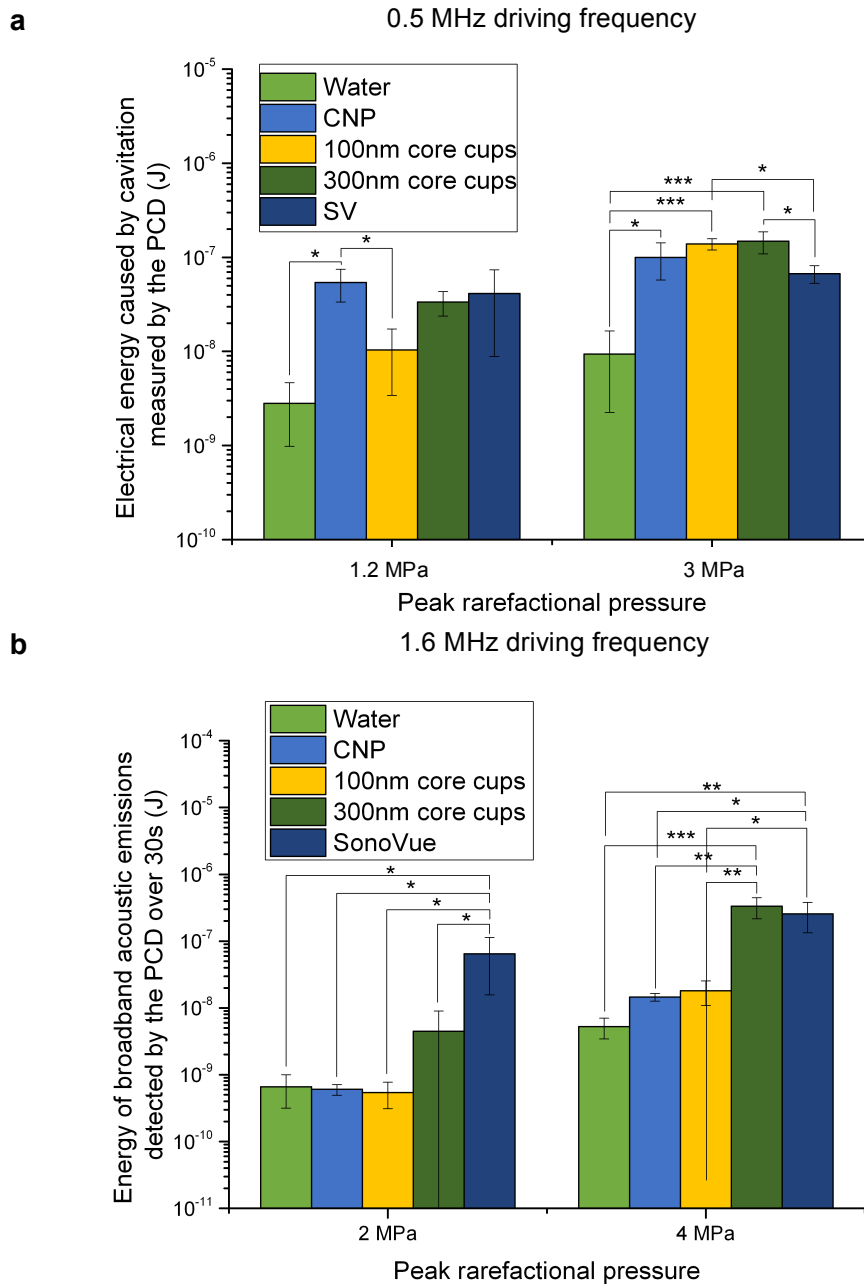 a
0.5 MHz driving frequency
Electrical energy caused by cavitation
measured by the PCD (J)
10⁻⁵
10⁻⁶
10⁻⁷
10⁻⁸
10⁻⁹
10⁻¹⁰
Water
CNP
100nm core cups
300nm core cups
SV
*
*
*
***
***
*
*
1.2 MPa
3 MPa
Peak rarefactional pressure
b
1.6 MHz driving frequency
Energy of broadband acoustic emissions
detected by the PCD over 30s (J)
10⁻⁴
10⁻⁵
10⁻⁶
10⁻⁷
10⁻⁸
10⁻⁹
10⁻¹⁰
10⁻¹¹
Water
CNP
100nm core cups
300nm core cups
SonoVue
*
*
*
*
**
*
*
***
**
**
2 MPa
4 MPa
Peak rarefactional pressure